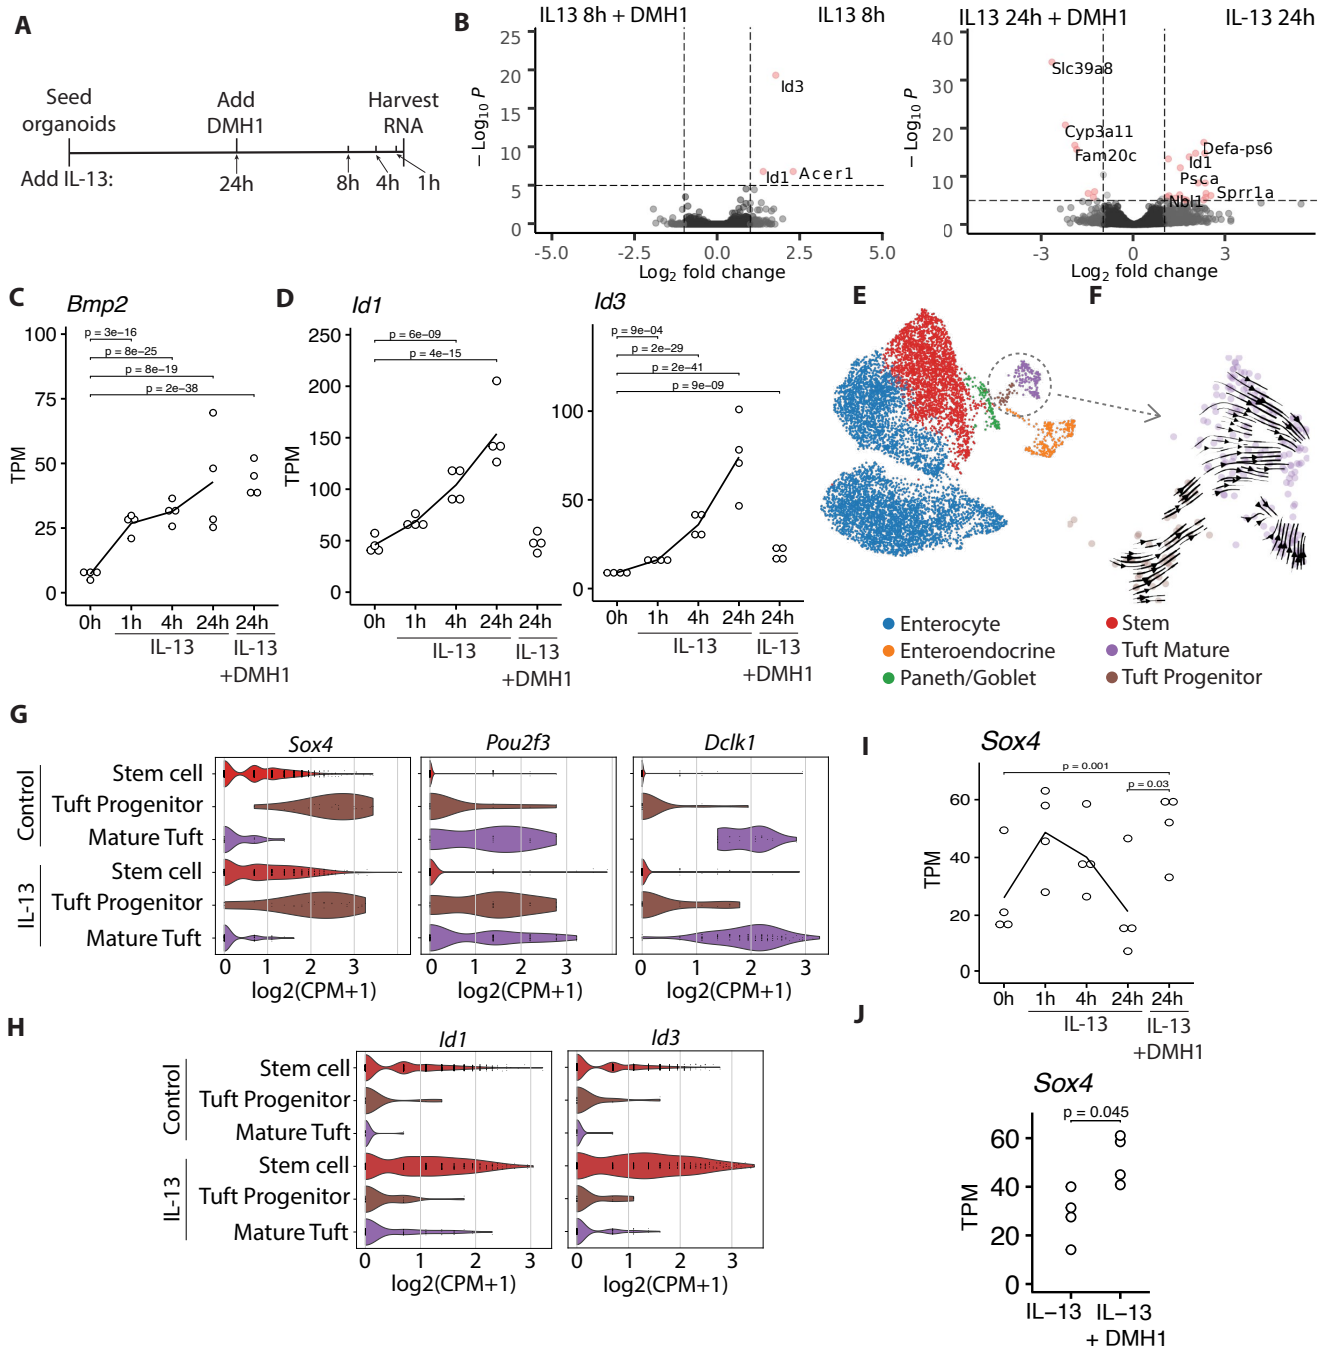 A
Seed
organoids
Add
DMH1
Harvest
RNA
Add IL-13:
24h
8h
4h
1h
B
IL13 8h + DMH1
IL13 8h
25
20
15
10
5
0
− Log10 P
Id3
Id1
Acer1
-5.0
-2.5
0.0
2.5
5.0
Log2 fold change
IL13 24h + DMH1
IL-13 24h
40
30
20
10
0
− Log10 P
Slc39a8
Cyp3a11
Fam20c
Defa-ps6
Id1
Psca
Sprr1a
Nbl1
-3
0
3
Log2 fold change
C
Bmp2
p = 3e−16
p = 8e−25
p = 8e−19
p = 2e−38
100
75
50
25
0
TPM
0h
1h
4h
24h
24h
IL-13
IL-13
+DMH1
D
Id1
p = 6e−09
p = 4e−15
250
200
150
100
50
0
TPM
0h
1h
4h
24h
24h
IL-13
IL-13
+DMH1
Id3
p = 9e−04
p = 2e−29
p = 2e−41
p = 9e−09
100
50
0
0h
1h
4h
24h
24h
IL-13
IL-13
+DMH1
E
F
Enterocyte
Enteroendocrine
Paneth/Goblet
Stem
Tuft Mature
Tuft Progenitor
G
Sox4
Pou2f3
Dclk1
Control
Stem cell
Tuft Progenitor
Mature Tuft
IL-13
Stem cell
Tuft Progenitor
Mature Tuft
0
1
2
3
log2(CPM+1)
0
1
2
3
log2(CPM+1)
0
1
2
3
log2(CPM+1)
H
Id1
Id3
Control
Stem cell
Tuft Progenitor
Mature Tuft
IL-13
Stem cell
Tuft Progenitor
Mature Tuft
0
1
2
3
log2(CPM+1)
0
1
2
3
log2(CPM+1)
I
Sox4
p = 0.001
p = 0.03
60
40
20
0
TPM
0h
1h
4h
24h
24h
IL-13
IL-13
+DMH1
J
Sox4
p = 0.045
60
40
20
0
TPM
IL−13
IL−13
+ DMH1